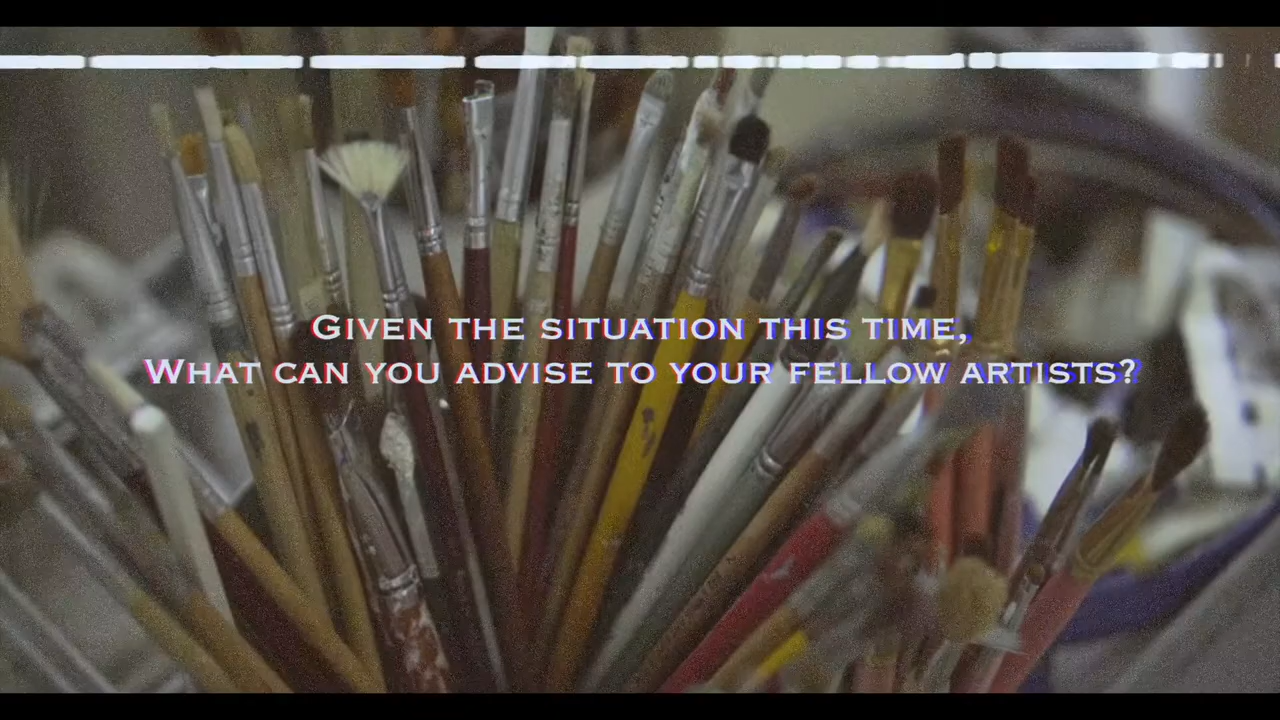 Given the situation this time,
What can you advise to your fellow artists?